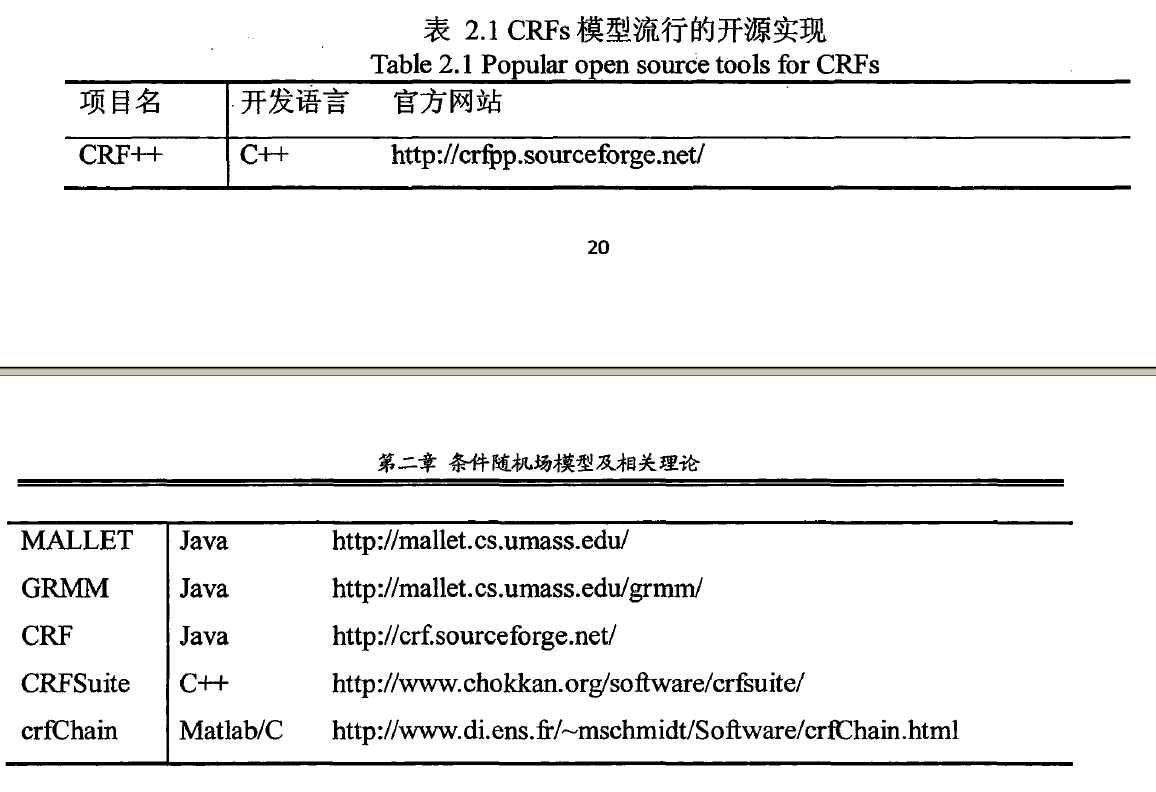 表 2.1 CRFs 模型流行的开源实现
Table 2.1 Popular open source tools for CRFs
项目名 开发语言 官方网站
CRF++ C++ http://crfpp.sourceforge.net/
20
第二章 条件随机场模型及相关理论
MALLET Java http://mallet.cs.umass.edu/
GRMM Java http://mallet.cs.umass.edu/grmm/
CRF Java http://crf.sourceforge.net/
CRFSuite C++ http://www.chokkan.org/software/crfsuite/
crfChain Matlab/C http://www.di.ens.fr/~mschmidt/Software/crfChain.html